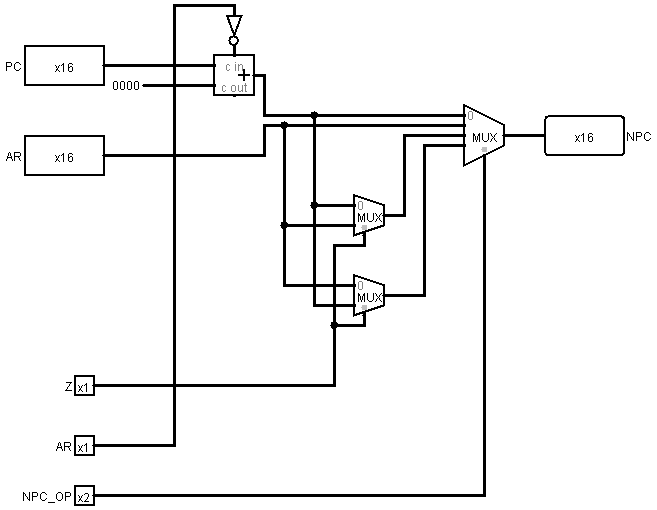 c in
PC x16
+
0000
c out
0
MUX
x16 NPC
AR x16
0
MUX
0
MUX
Z x1
AR x1
NPC_OP x2